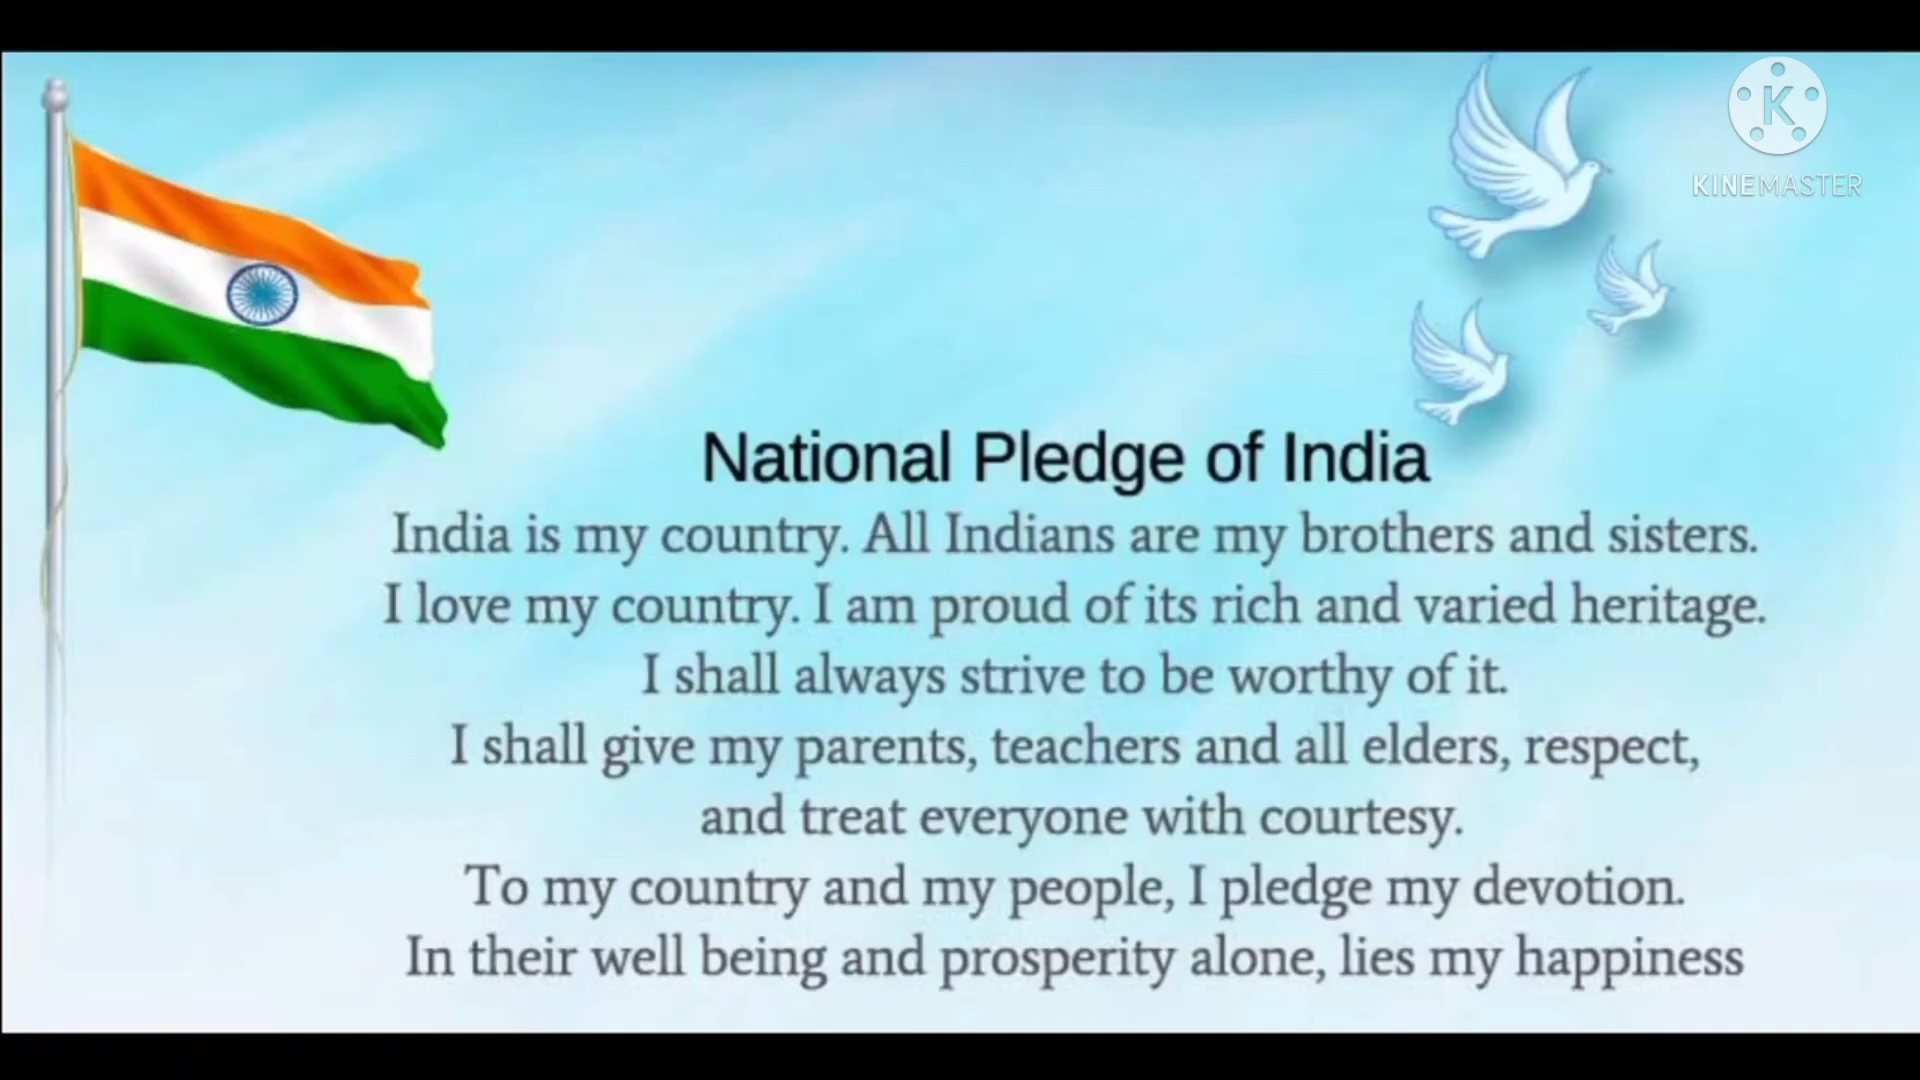 K
KINEMASTER
National Pledge of India
India is my country. All Indians are my brothers and sisters.
I love my country. I am proud of its rich and varied heritage.
I shall always strive to be worthy of it.
I shall give my parents, teachers and all elders, respect,
and treat everyone with courtesy.
To my country and my people, I pledge my devotion.
In their well being and prosperity alone, lies my happiness